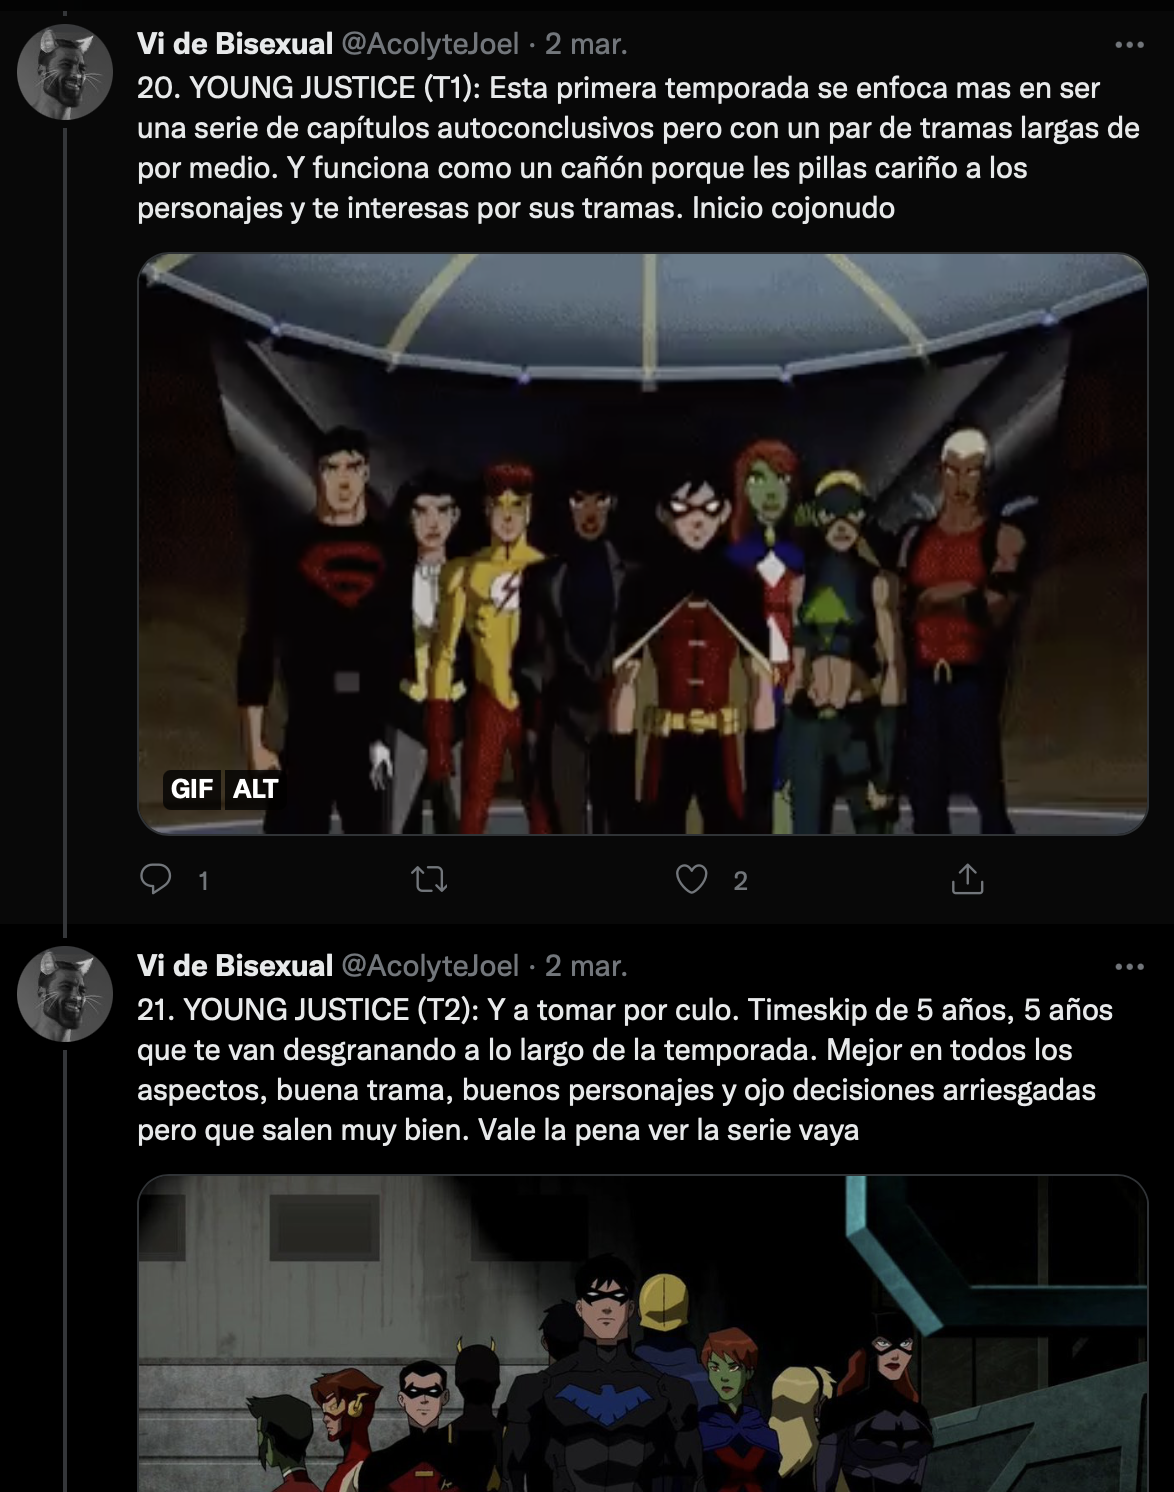 Vi de Bisexual @AcolyteJoel · 2 mar.
20. YOUNG JUSTICE (T1): Esta primera temporada se enfoca mas en ser
una serie de capítulos autoconclusivos pero con un par de tramas largas de
por medio. Y funciona como un cañón porque les pillas cariño a los
personajes y te interesas por sus tramas. Inicio cojonudo
GIF ALT
1 2
Vi de Bisexual @AcolyteJoel · 2 mar.
21. YOUNG JUSTICE (T2): Y a tomar por culo. Timeskip de 5 años, 5 años
que te van desgranando a lo largo de la temporada. Mejor en todos los
aspectos, buena trama, buenos personajes y ojo decisiones arriesgadas
pero que salen muy bien. Vale la pena ver la serie vaya